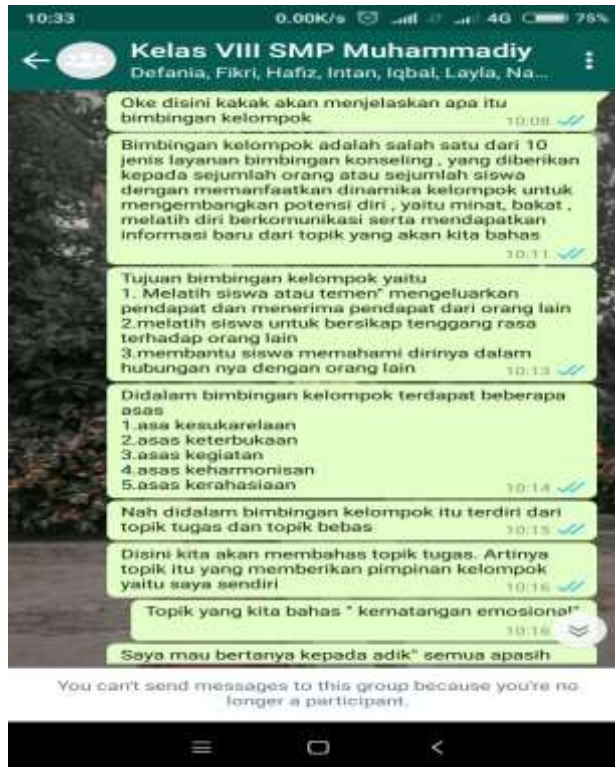 10:33
0.00K/s 4G 75%
Kelas VIII SMP Muhammadiy
Defania, Fikri, Hafiz, Intan, Iqbal, Layla, Na...
Oke disini kakak akan menjelaskan apa itu
bimbingan kelompok 10:08
Bimbingan kelompok adalah salah satu dari 10
jenis layanan bimbingan konseling , yang diberikan
kepada sejumlah orang atau sejumlah siswa
dengan memanfaatkan dinamika kelompok untuk
mengembangkan potensi diri , yaitu minat, bakat ,
melatih diri berkomunikasi serta mendapatkan
informasi baru dari topik yang akan kita bahas
10:11
Tujuan bimbingan kelompok yaitu
1. Melatih siswa atau temen" mengeluarkan
pendapat dan menerima pendapat dari orang lain
2.melatih siswa untuk bersikap tenggang rasa
terhadap orang lain
3.membantu siswa memahami dirinya dalam
hubungan nya dengan orang lain 10:13
Didalam bimbingan kelompok terdapat beberapa
asas
1.asa kesukarelaan
2.asas keterbukaan
3.asas kegiatan
4.asas keharmonisan
5.asas kerahasiaan 10:14
Nah didalam bimbingan kelompok itu terdiri dari
topik tugas dan topik bebas 10:15
Disini kita akan membahas topik tugas. Artinya
topik itu yang memberikan pimpinan kelompok
yaitu saya sendiri 10:16
Topik yang kita bahas " kematangan emosional"
10:16
Saya mau bertanya kepada adik" semua apasih
You can't send messages to this group because you're no
longer a participant.